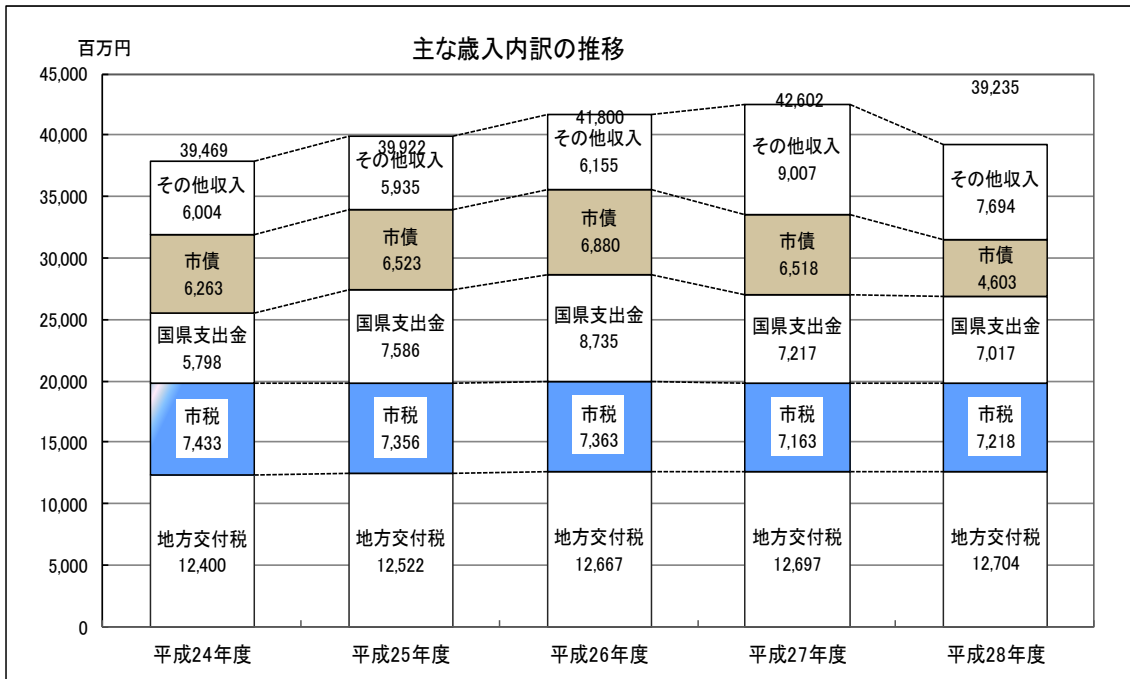 百万円
主な歳入内訳の推移
45,000
40,000
35,000
30,000
25,000
20,000
15,000
10,000
5,000
0
39,469
その他収入
6,004
市債
6,263
国県支出金
5,798
市税
7,433
地方交付税
12,400
平成24年度
39,922
その他収入
5,935
市債
6,523
国県支出金
7,586
市税
7,356
地方交付税
12,522
平成25年度
41,800
その他収入
6,155
市債
6,880
国県支出金
8,735
市税
7,363
地方交付税
12,667
平成26年度
42,602
その他収入
9,007
市債
6,518
国県支出金
7,217
市税
7,163
地方交付税
12,697
平成27年度
39,235
その他収入
7,694
市債
4,603
国県支出金
7,017
市税
7,218
地方交付税
12,704
平成28年度